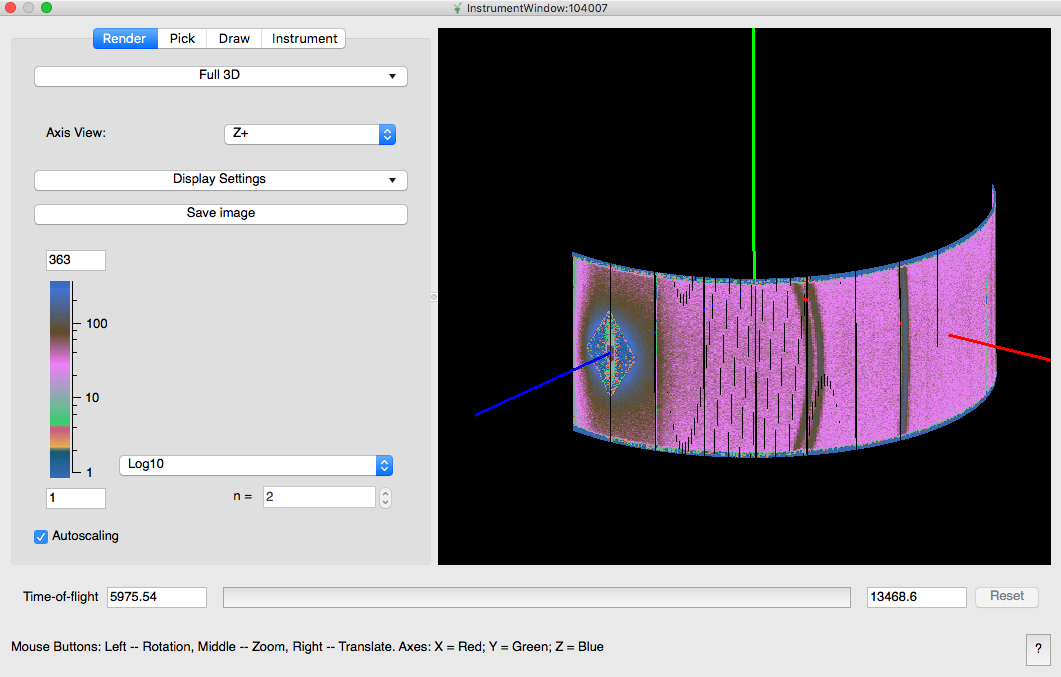 InstrumentWindow:104007
Render Pick Draw Instrument
Full 3D
Axis View: Z+
Display Settings
Save image
363
100
10
1
Log10
1 n = 2
Autoscaling
Time-of-flight 5975.54 13468.6 Reset
Mouse Buttons: Left -- Rotation, Middle -- Zoom, Right -- Translate. Axes: X = Red; Y = Green; Z = Blue ?